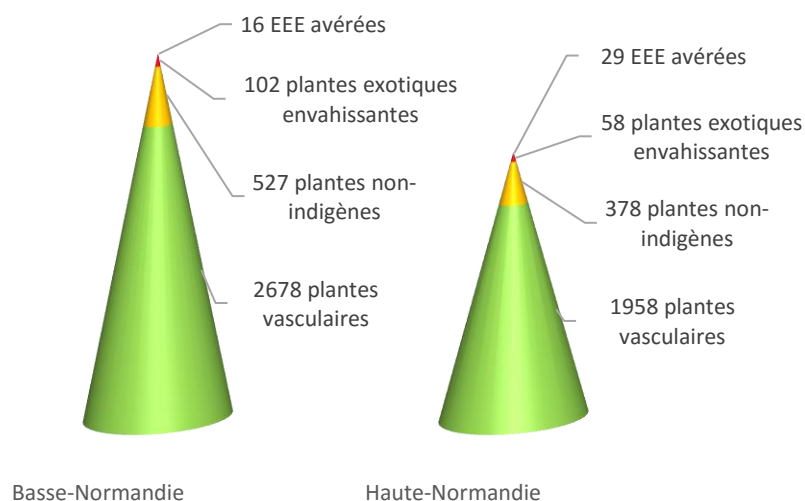 16 EEE avérées
102 plantes exotiques
envahissantes
527 plantes non-
indigènes
2678 plantes
vasculaires
Basse-Normandie
29 EEE avérées
58 plantes exotiques
envahissantes
378 plantes non-
indigènes
1958 plantes
vasculaires
Haute-Normandie